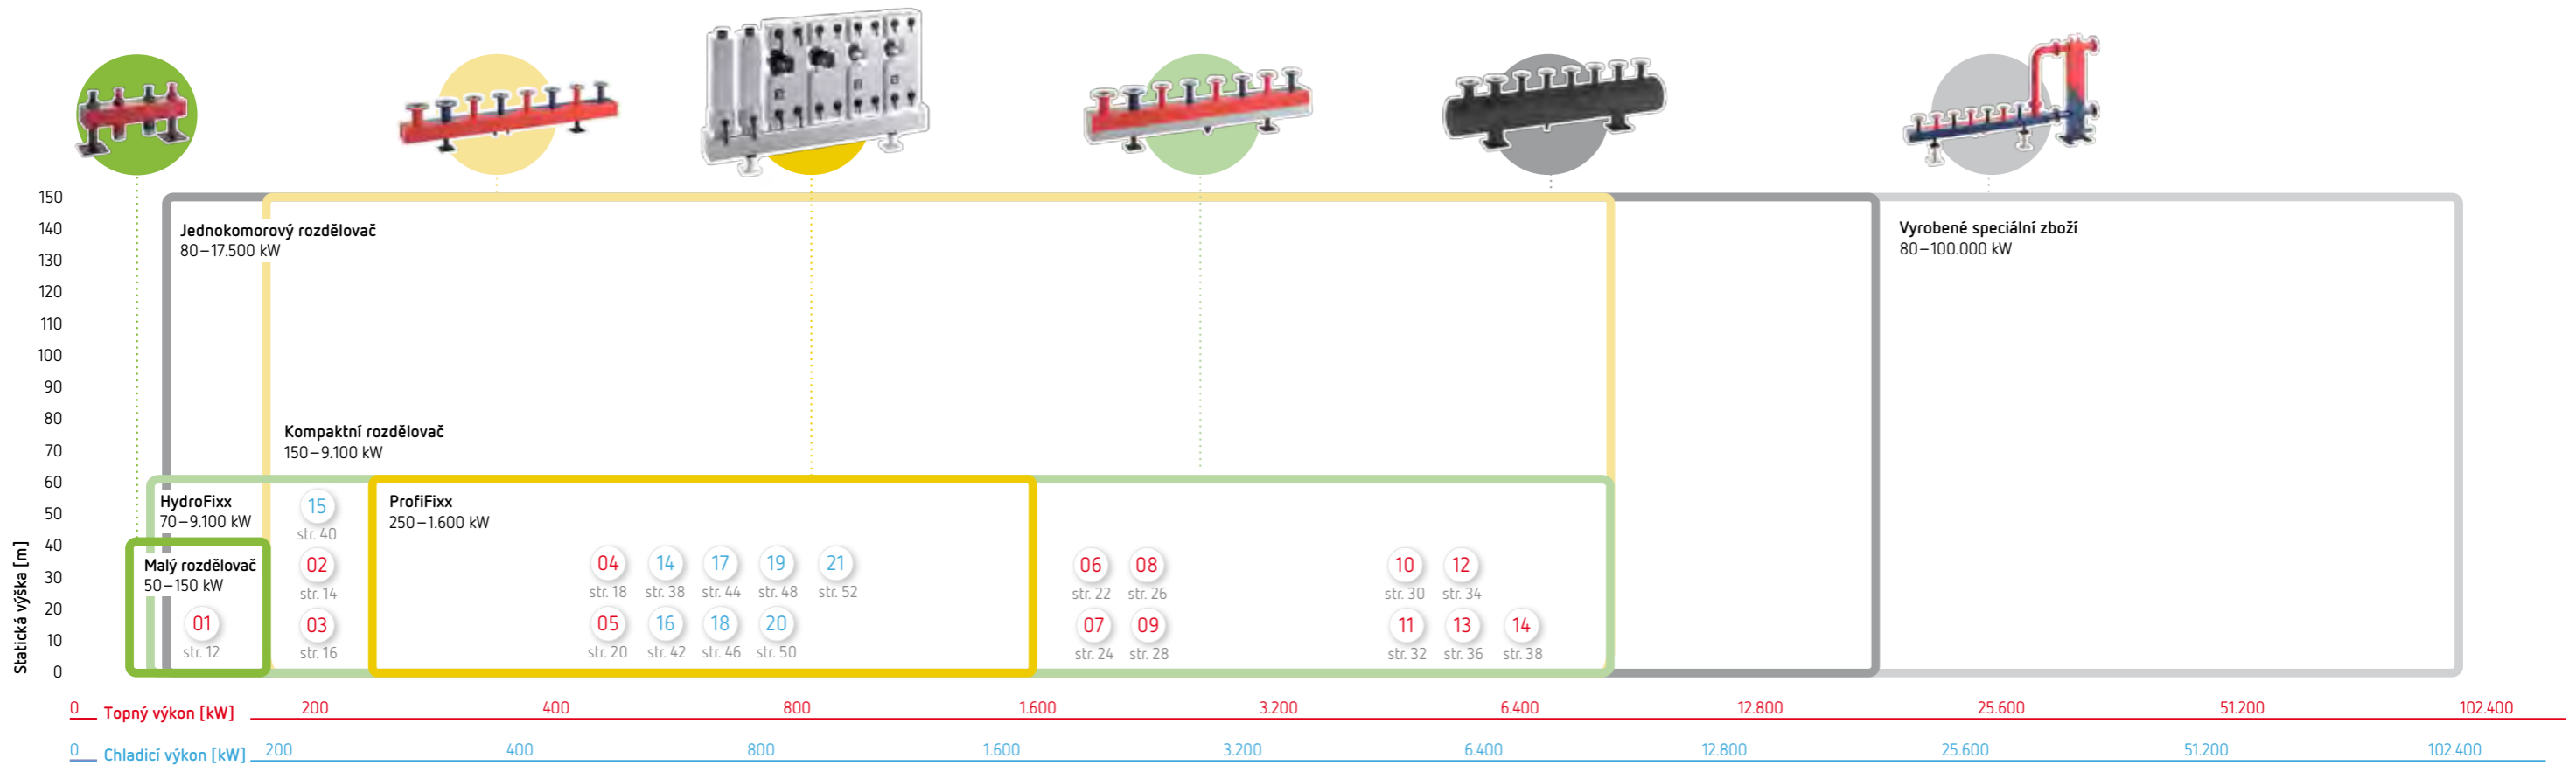 150
140
130
120
110
100
90
80
70
60
50
40
30
20
10
0
Statická výška [m]
Jednokomorový rozdělovač
80–17.500 kW
Vyrobené speciální zboží
80–100.000 kW
Kompaktní rozdělovač
150–9.100 kW
HydroFixx
70–9.100 kW
ProfiFixx
250–1.600 kW
Malý rozdělovač
50–150 kW
01
str. 12
15
str. 40
02
str. 14
03
str. 16
04 14 17 19 21
str. 18 str. 38 str. 44 str. 48 str. 52
05 16 18 20
str. 20 str. 42 str. 46 str. 50
06 08
str. 22 str. 26
07 09
str. 24 str. 28
10 12
str. 30 str. 34
11 13 14
str. 32 str. 36 str. 38
0 Topný výkon [kW] 200 400 800 1.600 3.200 6.400 12.800 25.600 51.200 102.400
0 Chladicí výkon [kW] 200 400 800 1.600 3.200 6.400 12.800 25.600 51.200 102.400